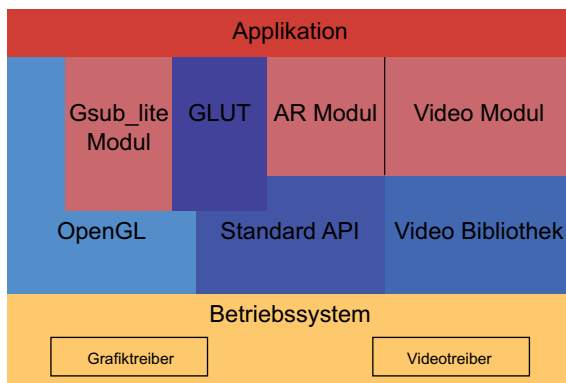 Applikation
Gsub_lite
Modul
GLUT
AR Modul
Video Modul
OpenGL
Standard API
Video Bibliothek
Betriebssystem
Grafiktreiber
Videotreiber